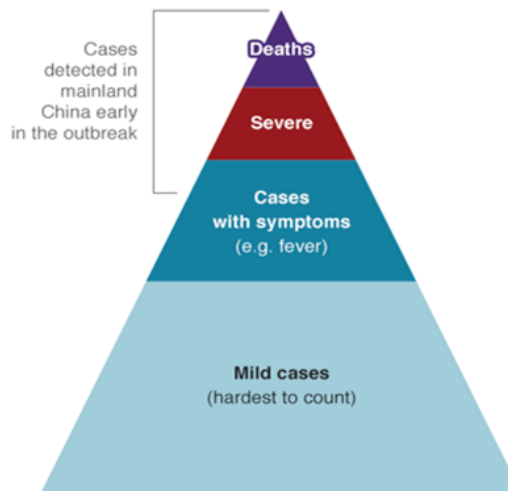 Deaths
Cases
detected in
mainland
China early
in the outbreak
Severe
Cases
with symptoms
(e.g. fever)
Mild cases
(hardest to count)